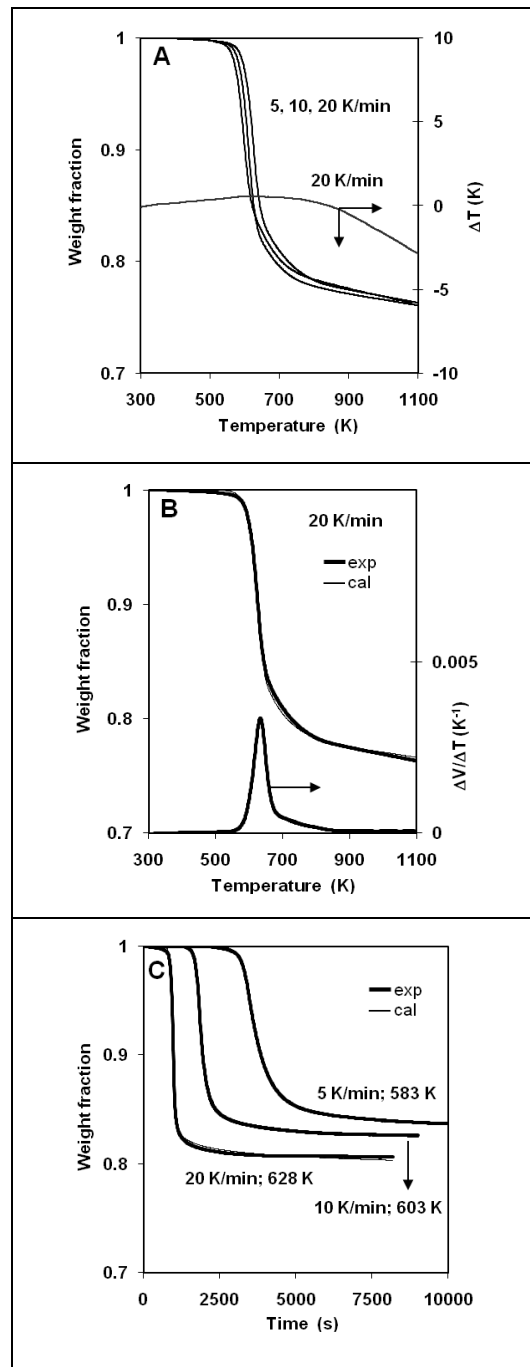 A
5, 10, 20 K/min
20 K/min
Weight fraction
1
0.9
0.8
0.7
ΔT (K)
10
5
0
-5
-10
300 500 700 900 1100
Temperature (K)
B
20 K/min
exp
cal
Weight fraction
1
0.9
0.8
0.7
ΔV/ΔT (K⁻¹)
0.005
0
300 500 700 900 1100
Temperature (K)
C
exp
cal
5 K/min; 583 K
20 K/min; 628 K
10 K/min; 603 K
Weight fraction
1
0.9
0.8
0.7
0 2500 5000 7500 10000
Time (s)